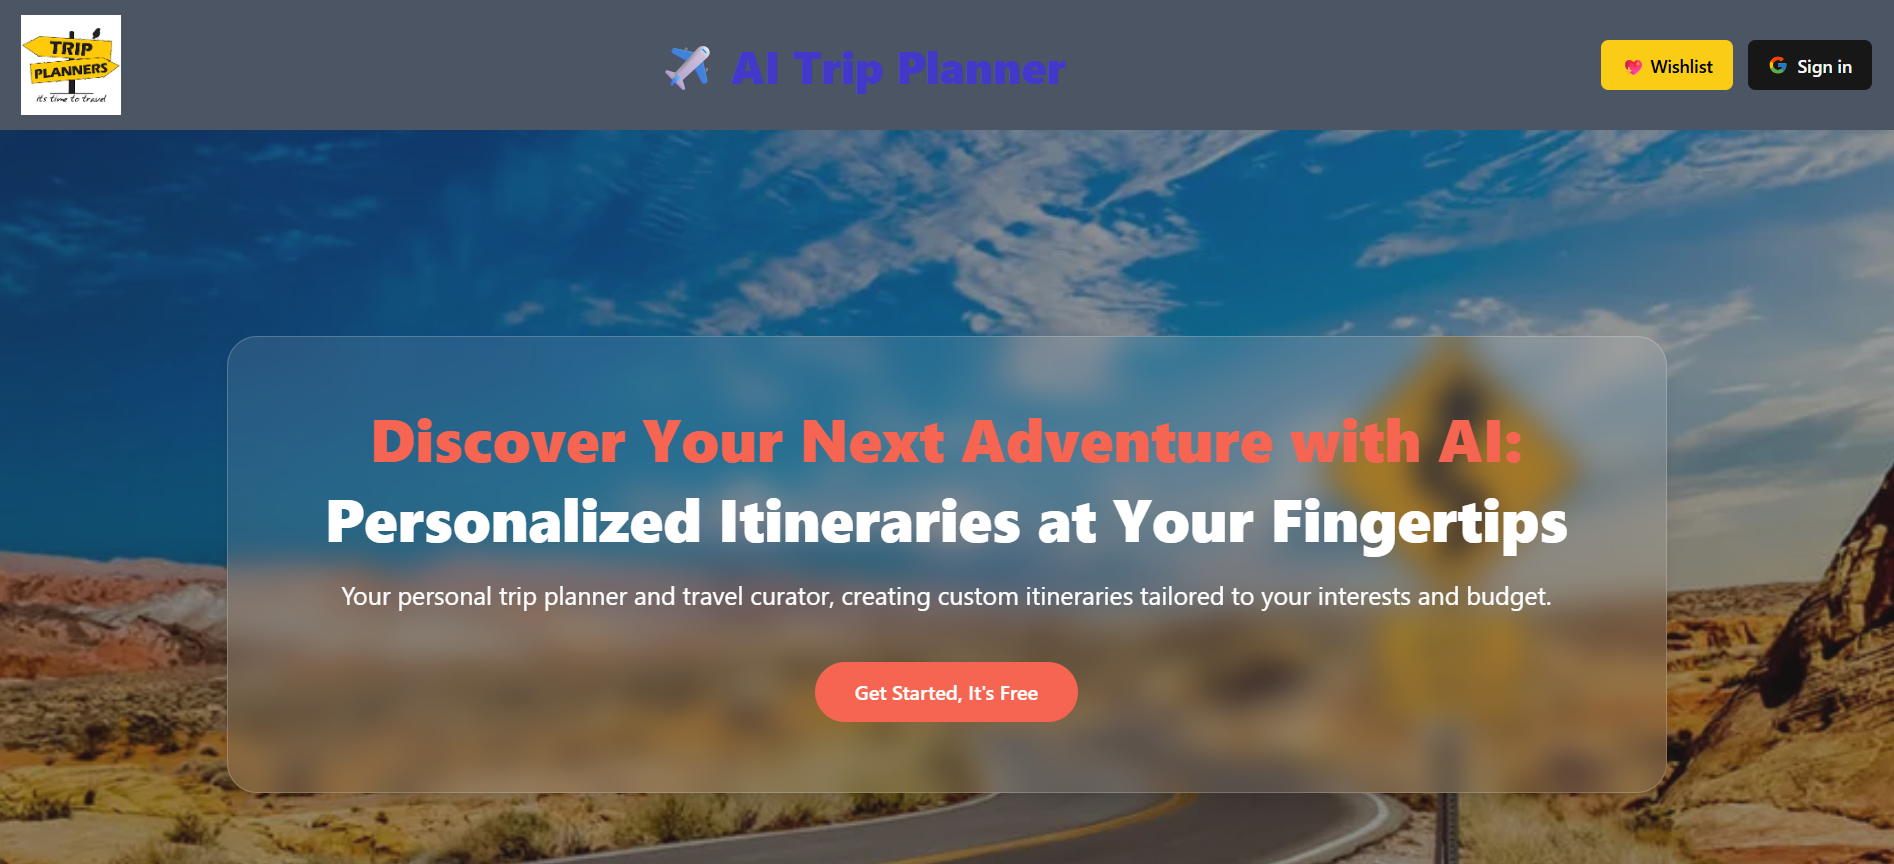 TRIP
PLANNERS
it's time to travel
AI Trip Planner
Wishlist
Sign in
Discover Your Next Adventure with AI:
Personalized Itineraries at Your Fingertips
Your personal trip planner and travel curator, creating custom itineraries tailored to your interests and budget.
Get Started, It's Free